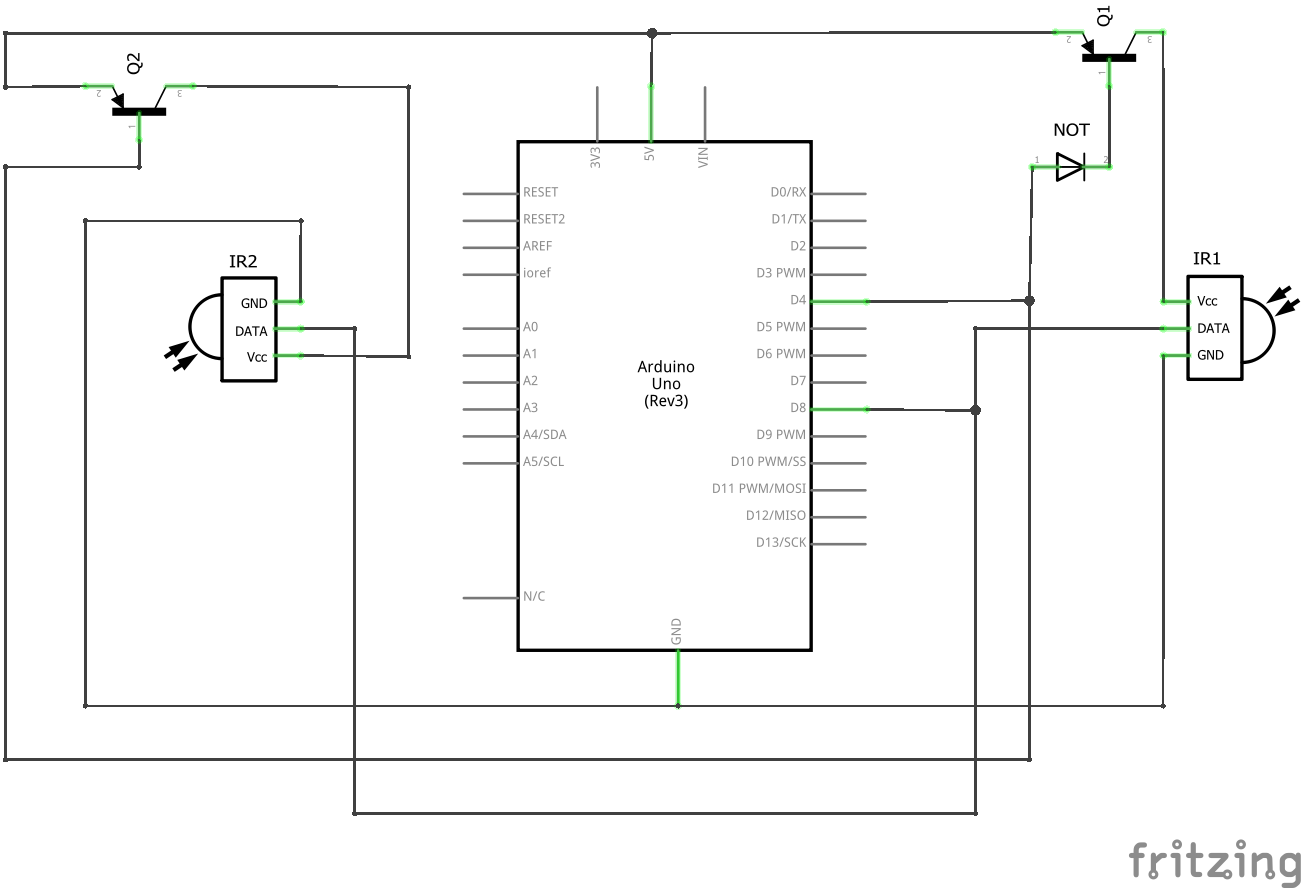 Q1
2
3
1
Q2
2
3
1
NOT
1
2
3V3
5V
VIN
RESET
D0/RX
RESET2
D1/TX
AREF
D2
ioref
D3 PWM
IR2
IR1
GND
D4
Vcc
DATA
A0
D5 PWM
DATA
Vcc
A1
D6 PWM
GND
Arduino
Uno
(Rev3)
A2
D7
A3
D8
A4/SDA
D9 PWM
A5/SCL
D10 PWM/SS
D11 PWM/MOSI
D12/MISO
D13/SCK
N/C
GND
fritzing